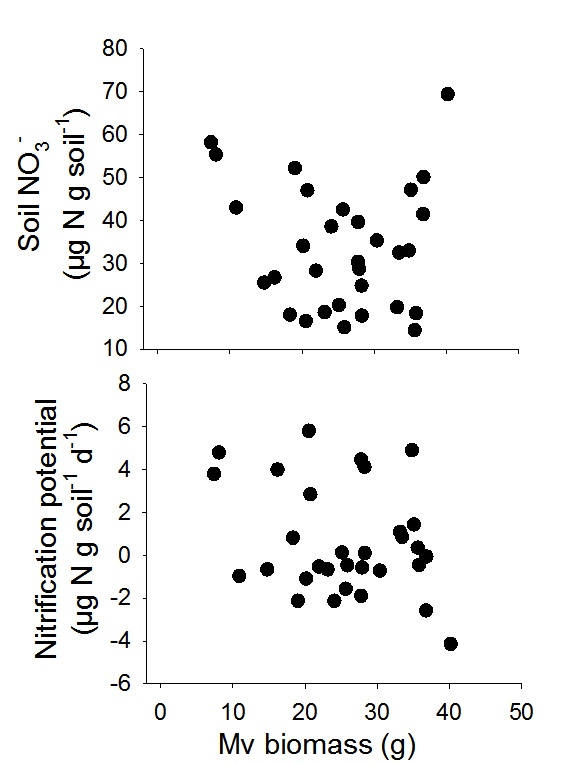 80
70
60
50
40
30
20
10
Soil NO₃⁻
(µg N g soil⁻¹)
8
6
4
2
0
-2
-4
-6
Nitrification potential
(µg N g soil⁻¹ d⁻¹)
0 10 20 30 40 50
Mv biomass (g)